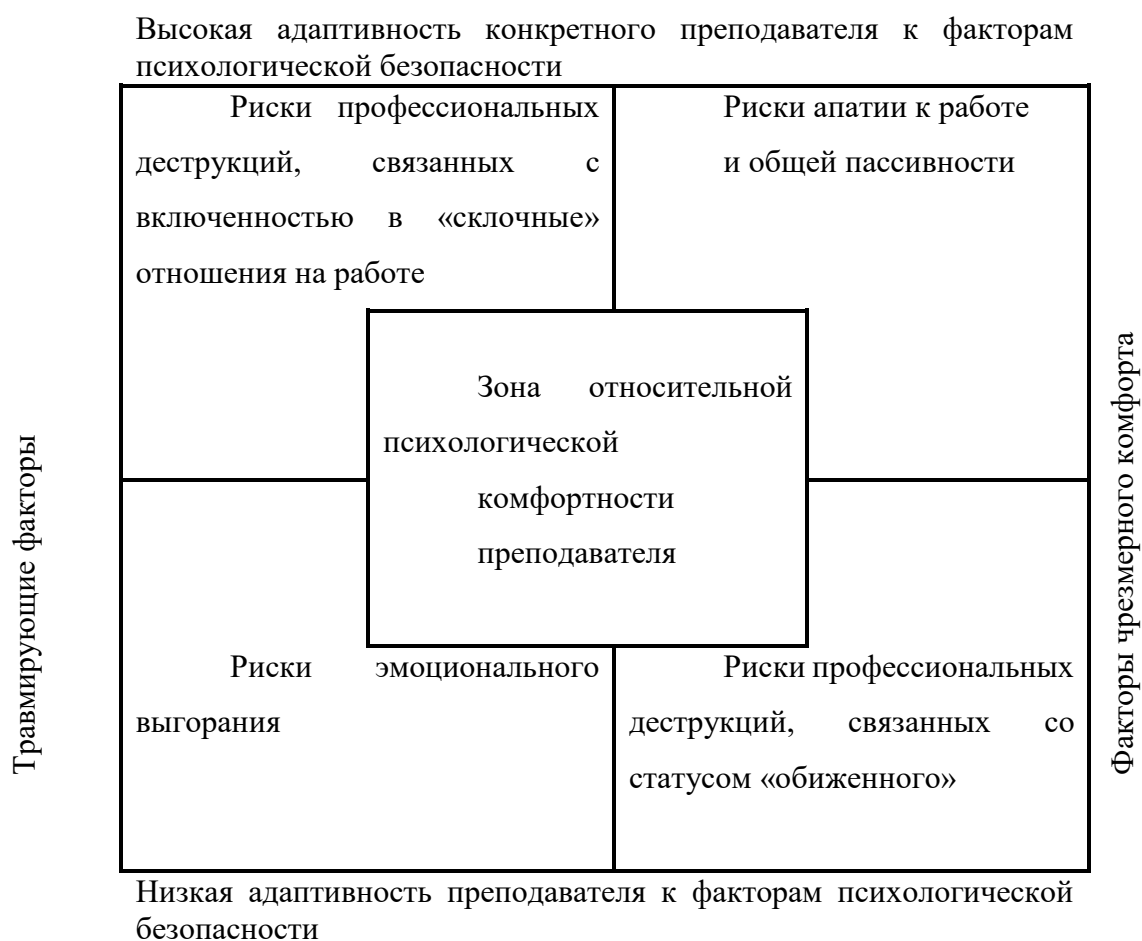 Высокая адаптивность конкретного преподавателя к факторам
психологической безопасности
Риски профессиональных
деструкций, связанных с
включенностью в «склочные»
отношения на работе
Риски апатии к работе
и общей пассивности
Травмирующие факторы
Зона относительной
психологической
комфортности
преподавателя
Факторы чрезмерного комфорта
Риски эмоционального
выгорания
Риски профессиональных
деструкций, связанных со
статусом «обиженного»
Низкая адаптивность преподавателя к факторам психологической
безопасности